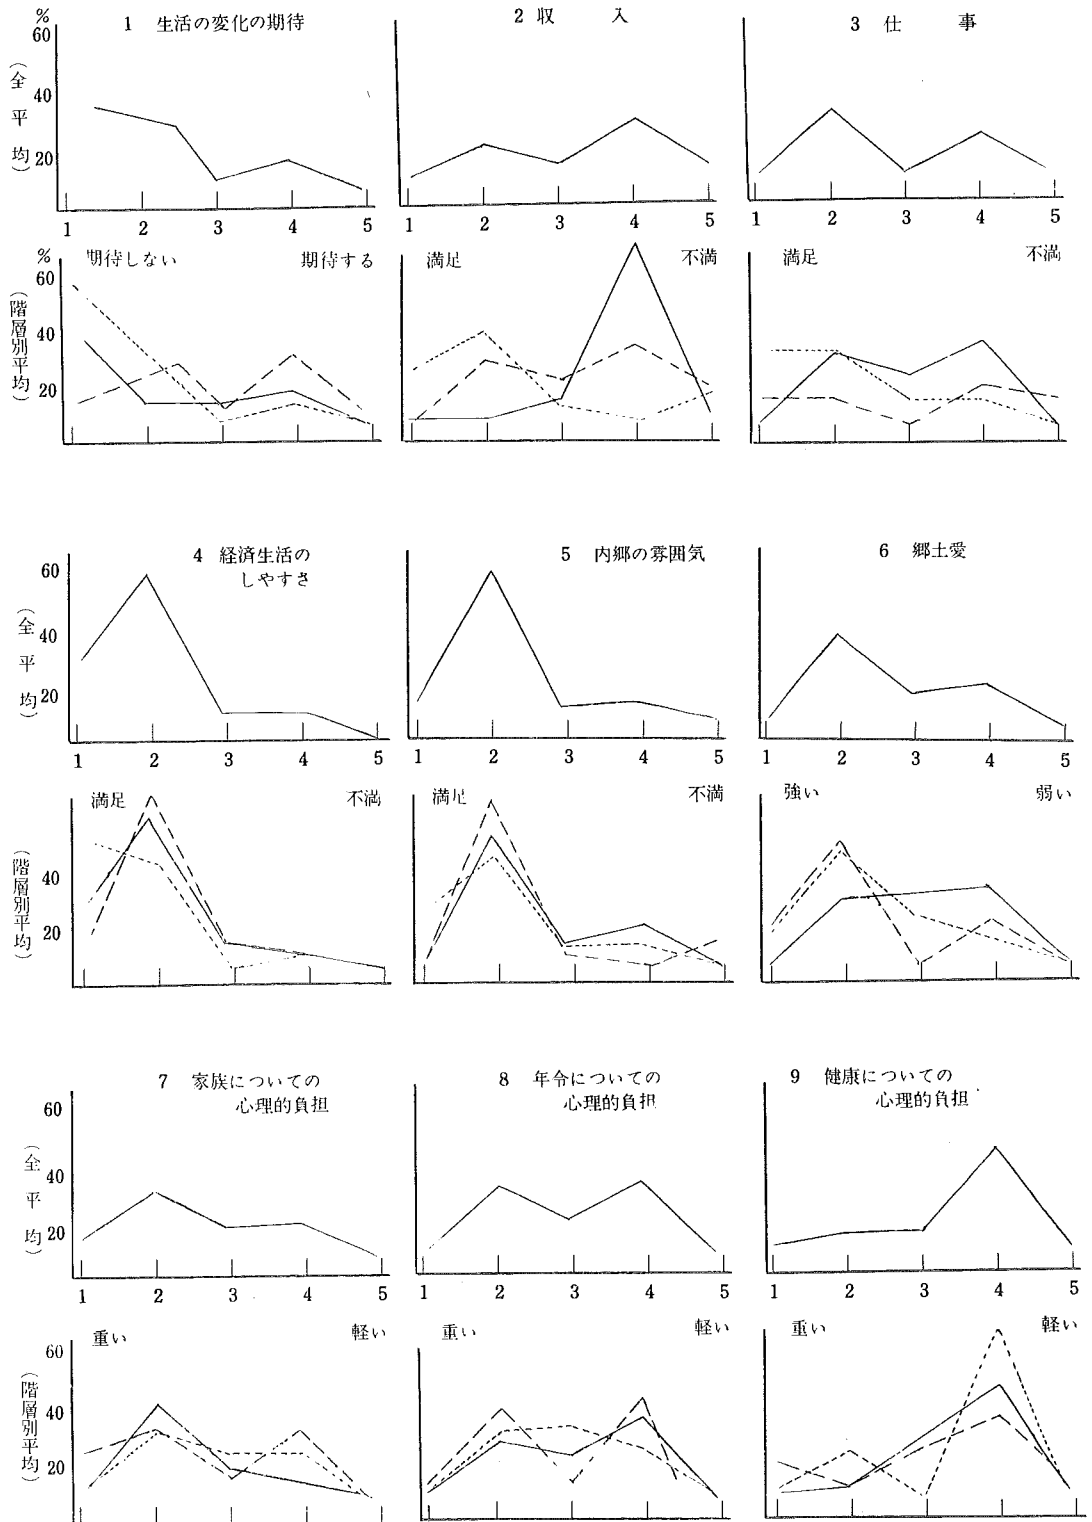 1 生活の変化の期待
2 収 入
3 仕 事
%
60
40
20
（全平均）
1 2 3 4 5
1 2 3 4 5
1 2 3 4 5
%
60
40
20
（階層別平均）
期待しない 期待する
満足 不満
満足 不満
4 経済生活の
しやすさ
5 内郷の雰囲気
6 郷土愛
60
40
20
（全平均）
1 2 3 4 5
1 2 3 4 5
1 2 3 4 5
40
20
（階層別平均）
満足 不満
満足 不満
強い 弱い
7 家族についての
心理的負担
8 年令についての
心理的負担
9 健康についての
心理的負担
60
40
20
（全平均）
1 2 3 4 5
1 2 3 4 5
1 2 3 4 5
60
40
20
（階層別平均）
重い 軽い
重い 軽い
重い 軽い